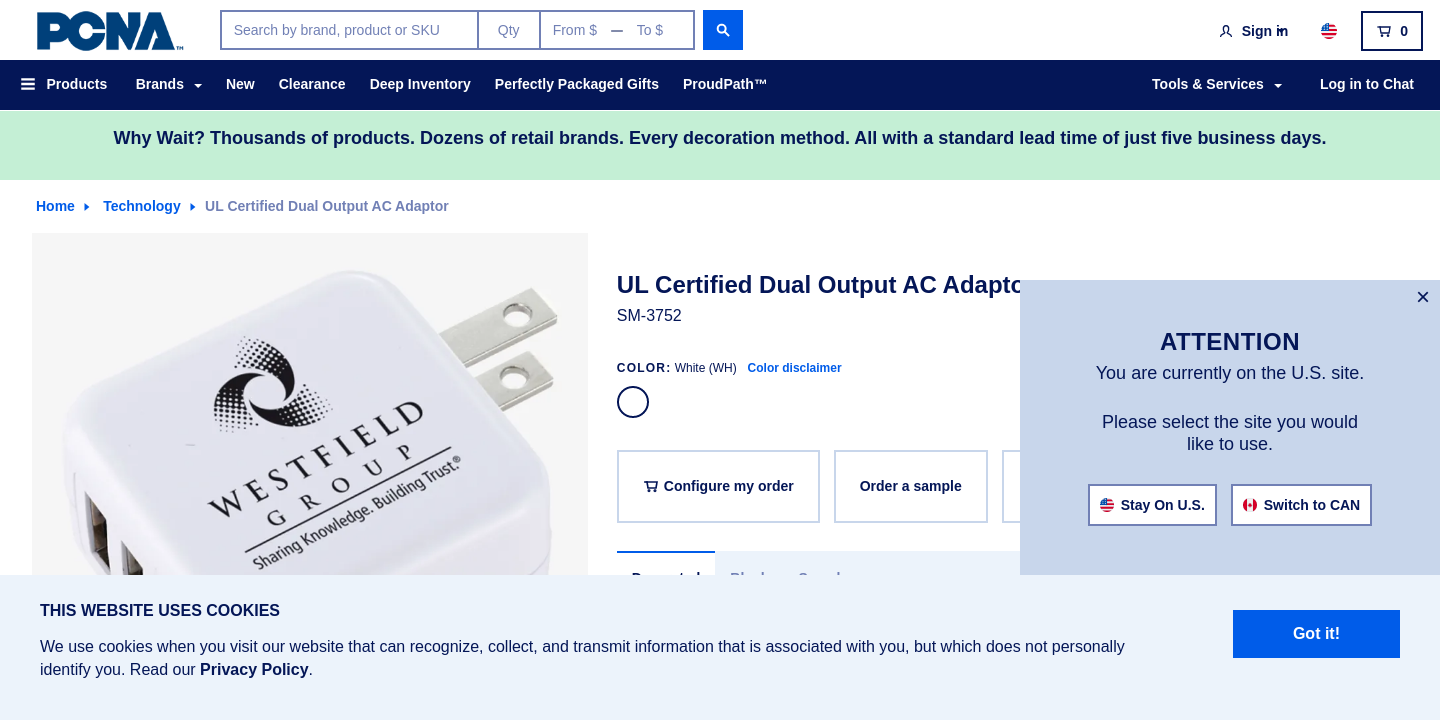 PCNA™
Search by brand, product or SKU
Qty
From $ — To $
Sign in
0
Products
Brands
New
Clearance
Deep Inventory
Perfectly Packaged Gifts
ProudPath™
Tools & Services
Log in to Chat
Why Wait? Thousands of products. Dozens of retail brands. Every decoration method. All with a standard lead time of just five business days.
Home
Technology
UL Certified Dual Output AC Adaptor
WESTFIELD
GROUP
Sharing Knowledge. Building Trust.®
UL Certified Dual Output AC Adapto
SM-3752
COLOR: White (WH) Color disclaimer
Configure my order
Order a sample
×
ATTENTION
You are currently on the U.S. site.
Please select the site you would
like to use.
Stay On U.S.
Switch to CAN
THIS WEBSITE USES COOKIES
We use cookies when you visit our website that can recognize, collect, and transmit information that is associated with you, but which does not personally
identify you. Read our Privacy Policy.
Got it!